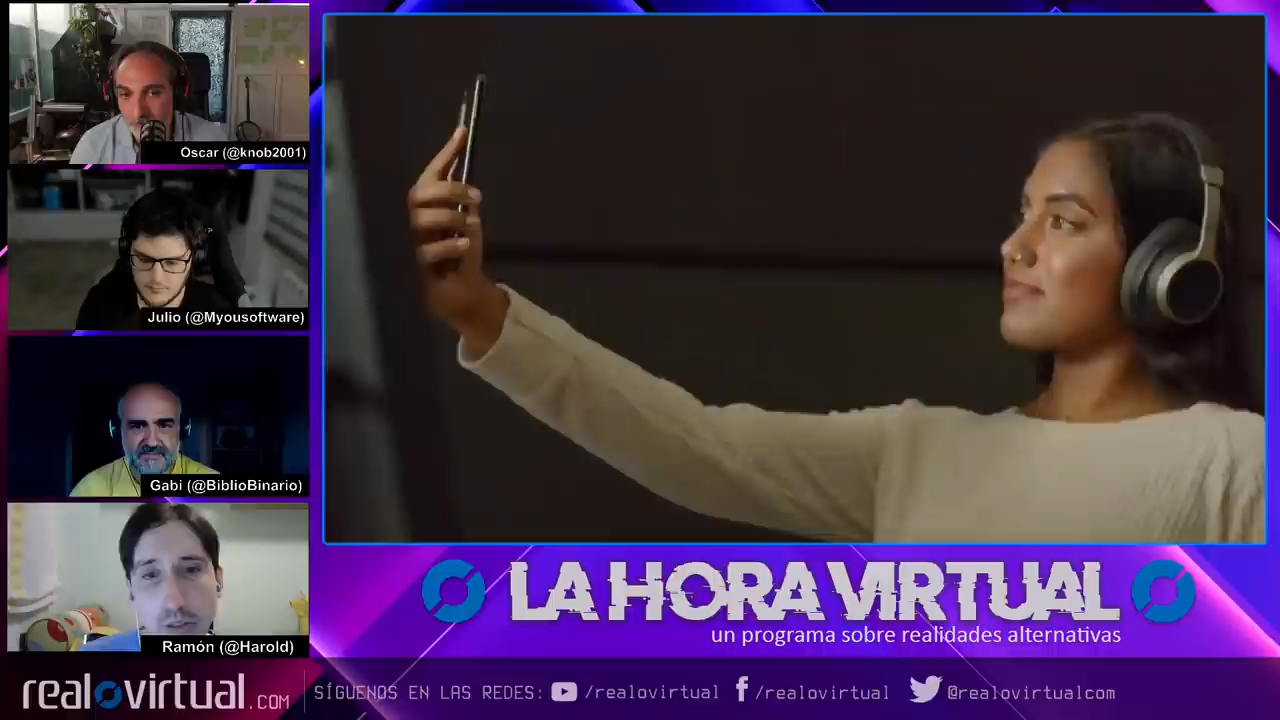 Oscar (@knob2001)
Julio (@Myousoftware)
Gabi (@BiblioBinario)
Ramón (@Harold)
LA HORA VIRTUAL
un programa sobre realidades alternativas
realovirtual.com
SÍGUENOS EN LAS REDES: /realovirtual /realovirtual @realovirtualcom